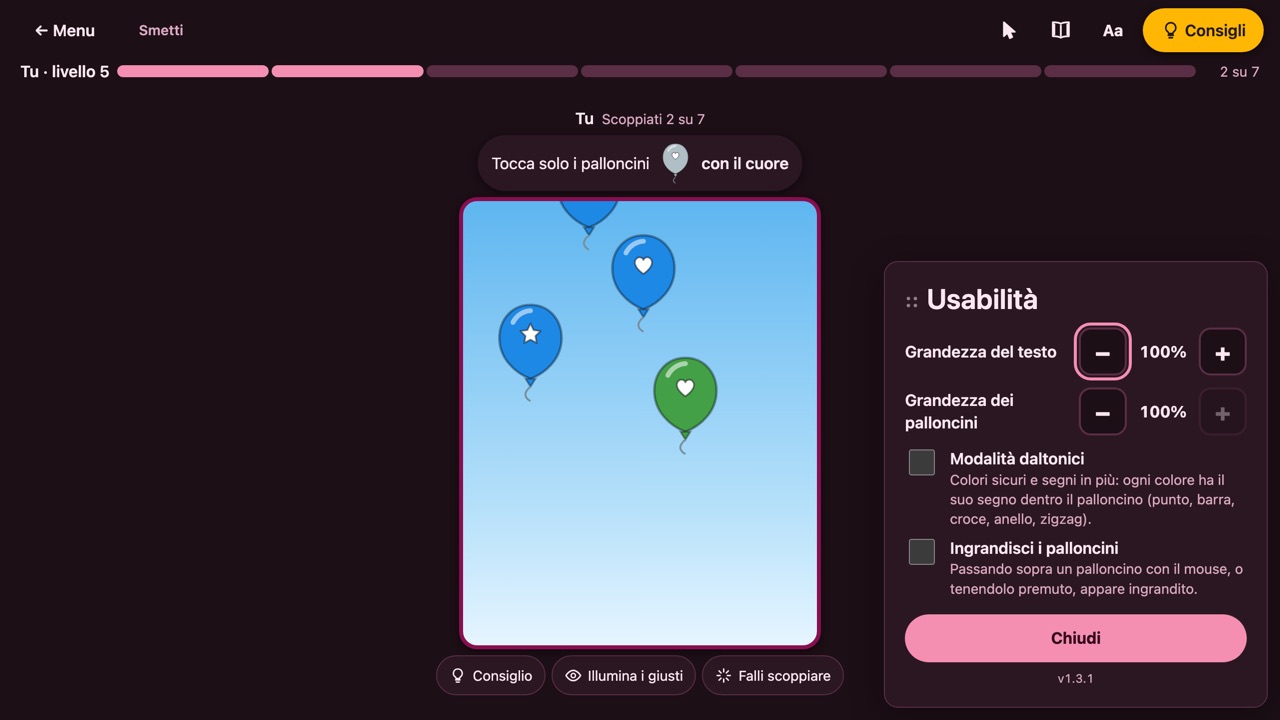 ← Menu
Smetti
Aa
Consigli
Tu · livello 5
2 su 7
Tu Scoppiati 2 su 7
Tocca solo i palloncini con il cuore
Usabilità
Grandezza del testo
− 100% +
Grandezza dei
palloncini
− 100% +
Modalità daltonici
Colori sicuri e segni in più: ogni colore ha il
suo segno dentro il palloncino (punto, barra,
croce, anello, zigzag).
Ingrandisci i palloncini
Passando sopra un palloncino con il mouse, o
tenendolo premuto, appare ingrandito.
Chiudi
v1.3.1
Consiglio
Illumina i giusti
Falli scoppiare